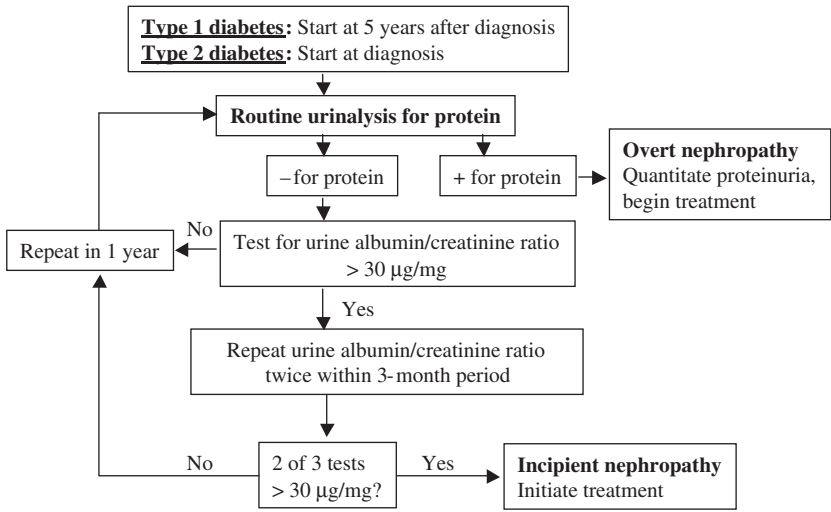 Type 1 diabetes: Start at 5 years after diagnosis
Type 2 diabetes: Start at diagnosis
Routine urinalysis for protein
– for protein
+ for protein
Overt nephropathy
Quantitate proteinuria,
begin treatment
Repeat in 1 year
No
Test for urine albumin/creatinine ratio
> 30 μg/mg
Yes
Repeat urine albumin/creatinine ratio
twice within 3-month period
No
2 of 3 tests
> 30 μg/mg?
Yes
Incipient nephropathy
Initiate treatment